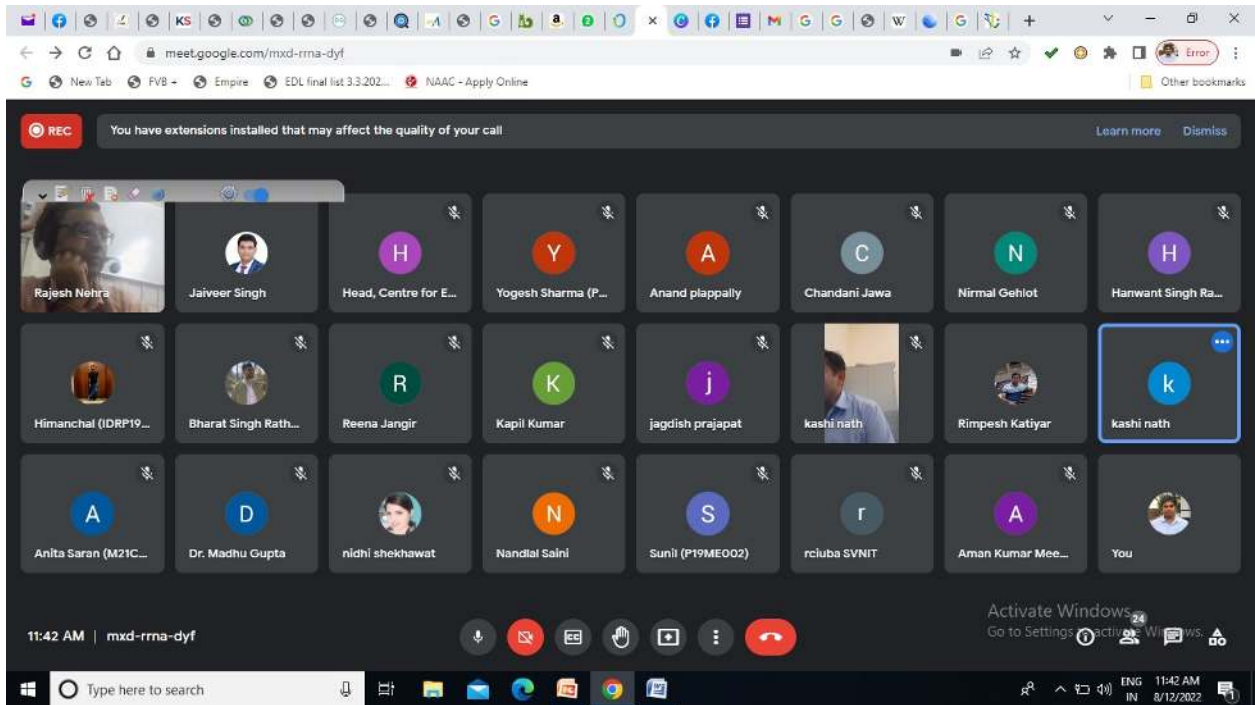 KS
a.
M
G
G
W
G
meet.google.com/mxd-rrna-dyf
Error
G New Tab FVB + Empire EDL final list 3.3.202... NAAC - Apply Online Other bookmarks
REC You have extensions installed that may affect the quality of your call Learn more Dismiss
H Y A C N H
Rajesh Nehra Jaiveer Singh Head, Centre for E... Yogesh Sharma (P... Anand plappally Chandani Jawa Nirmal Gehlot Hanwant Singh Ra...
R K j k
Himanchal (IDRP19... Bharat Singh Rath... Reena Jangir Kapil Kumar jagdish prajapat kashi nath Rimpesh Katiyar kashi nath
A D N S r A
Anita Saran (M21C... Dr. Madhu Gupta nidhi shekhawat Nandlal Saini Sunil (P19ME002) rciuba SVNIT Aman Kumar Mee... You
Activate Windows
24
11:42 AM | mxd-rrna-dyf CC Go to Settings
Type here to search ENG 11:42 AM
IN 8/12/2022
1